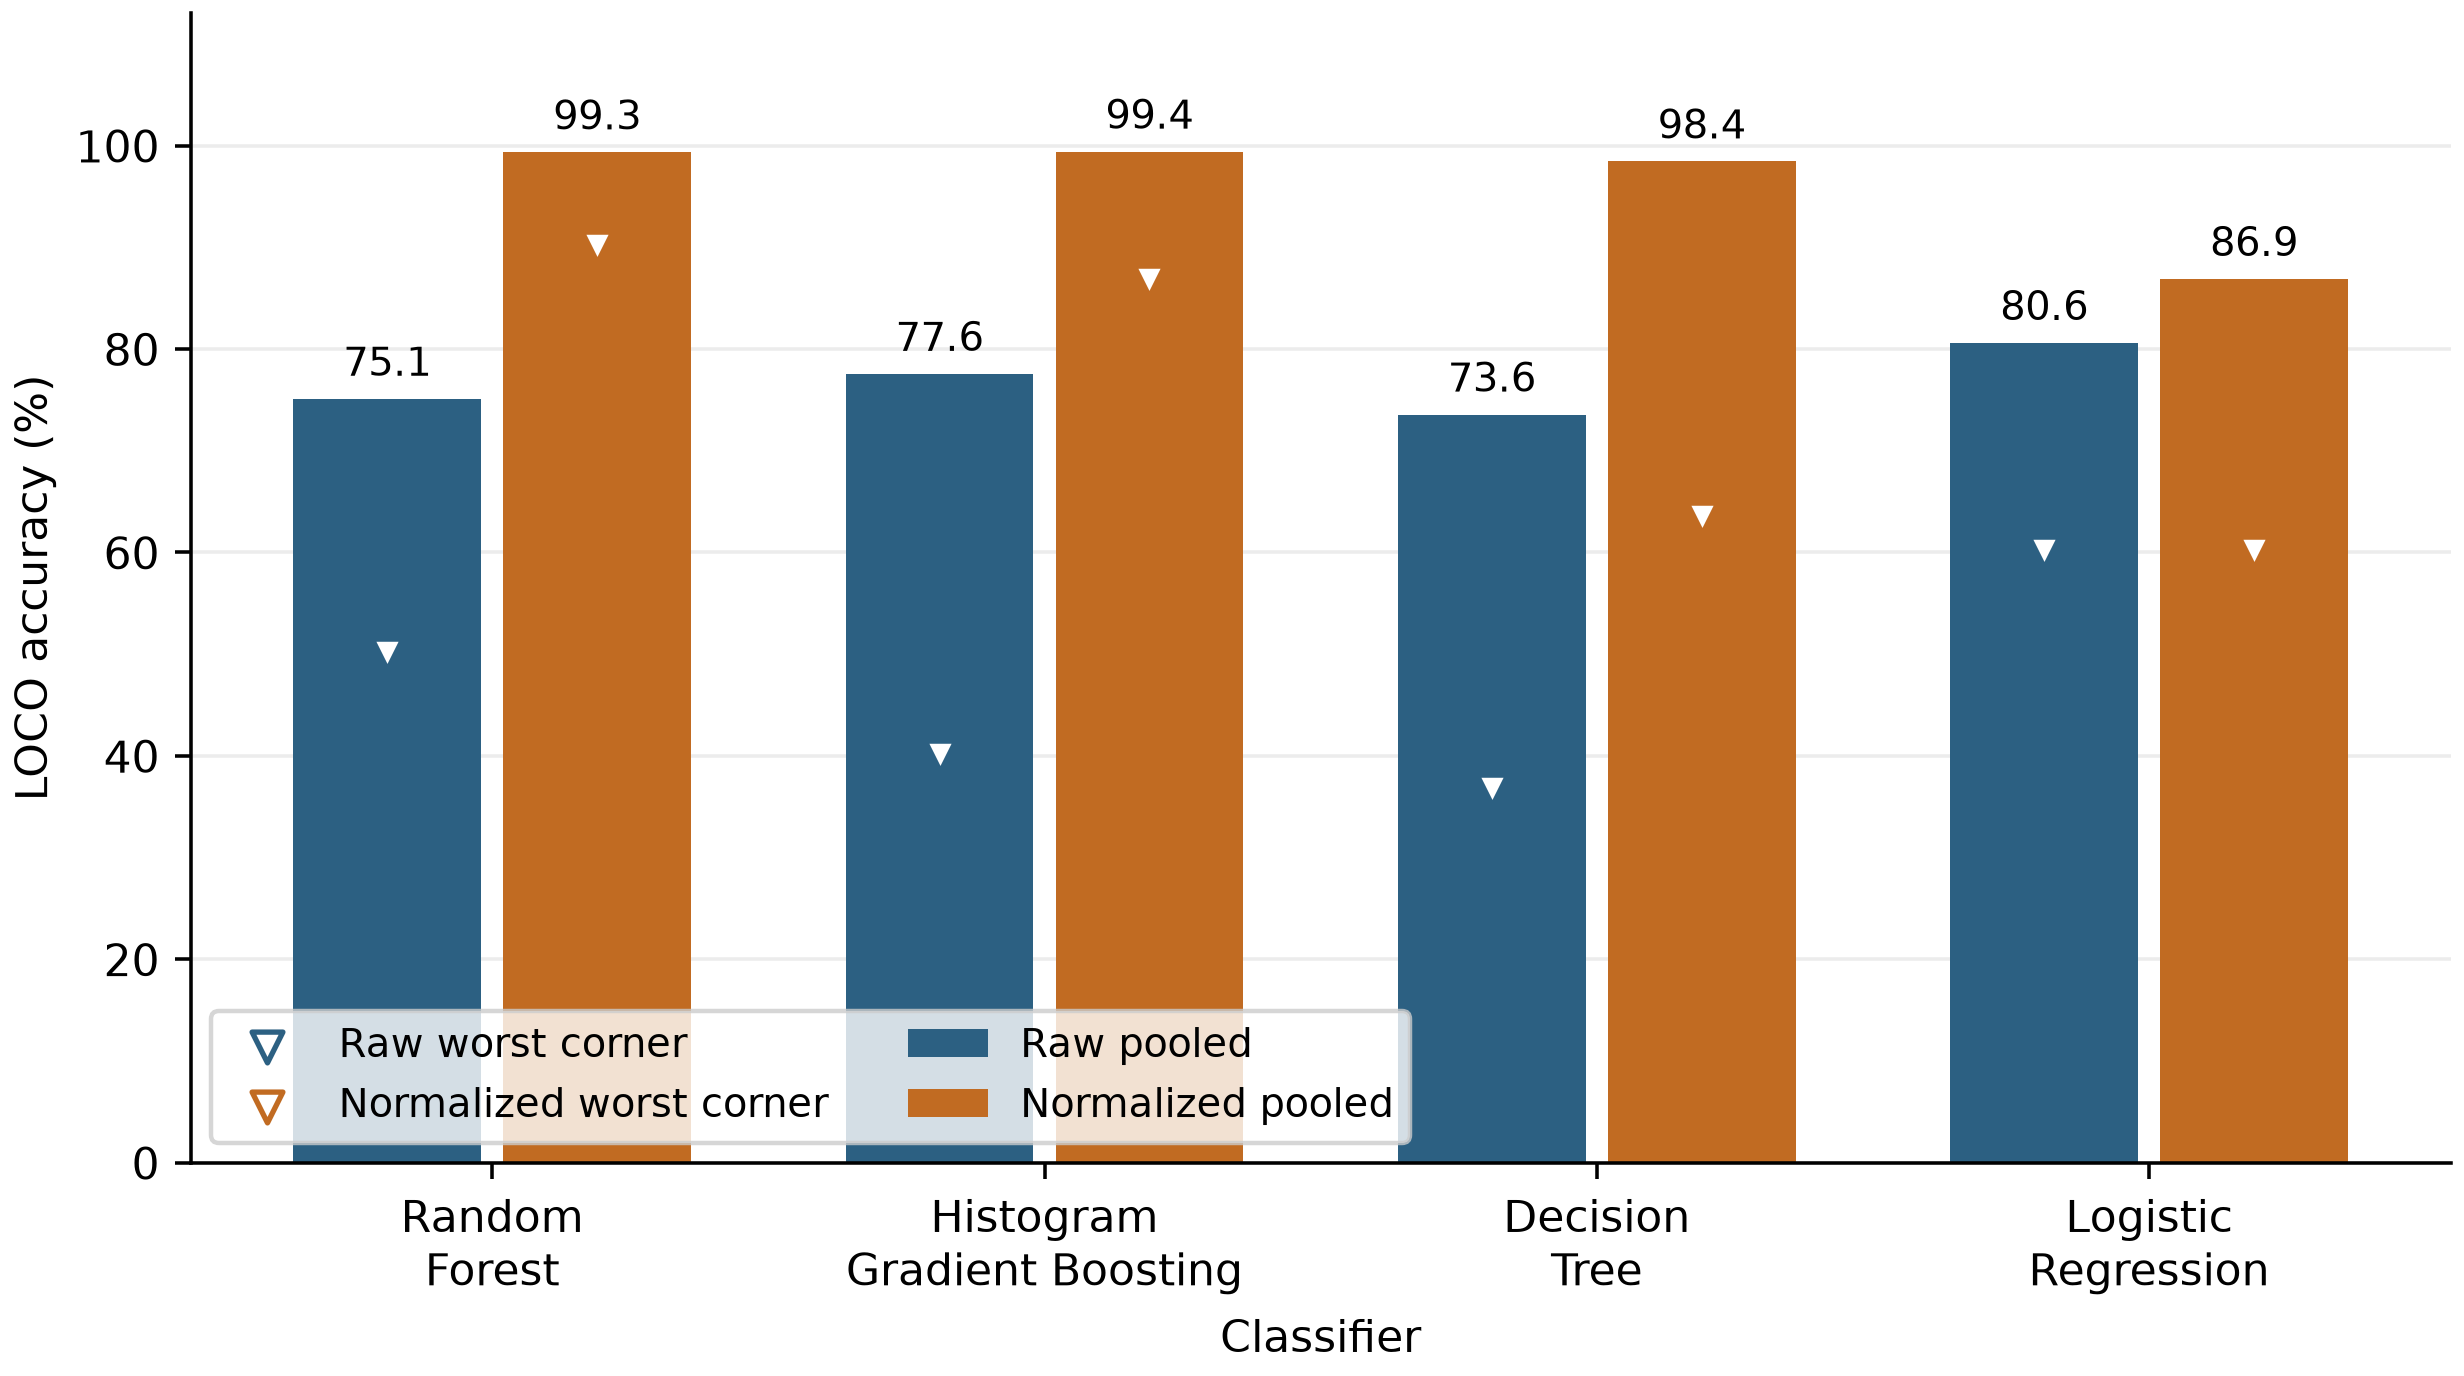 99.3
99.4
98.4
86.9
80.6
77.6
75.1
73.6
100
80
60
40
20
0
LOCO accuracy (%)
Raw worst corner
Normalized worst corner
Raw pooled
Normalized pooled
Random
Forest
Histogram
Gradient Boosting
Decision
Tree
Logistic
Regression
Classifier